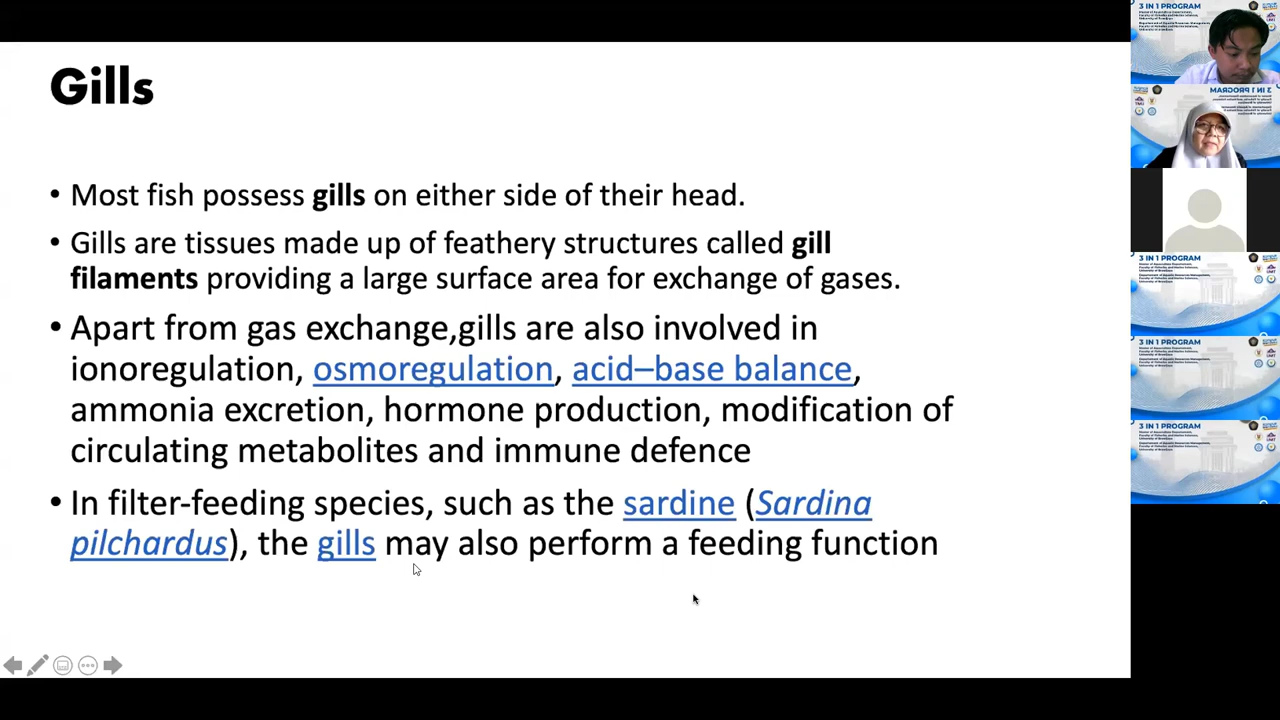 Gills
• Most fish possess gills on either side of their head.
• Gills are tissues made up of feathery structures called gill
filaments providing a large surface area for exchange of gases.
• Apart from gas exchange,gills are also involved in
ionoregulation, osmoregulation, acid–base balance,
ammonia excretion, hormone production, modification of
circulating metabolites and immune defence
• In filter-feeding species, such as the sardine (Sardina
pilchardus), the gills may also perform a feeding function
3 IN 1 PROGRAM
3 IN 1 PROGRAM
3 IN 1 PROGRAM
3 IN 1 PROGRAM
3 IN 1 PROGRAM